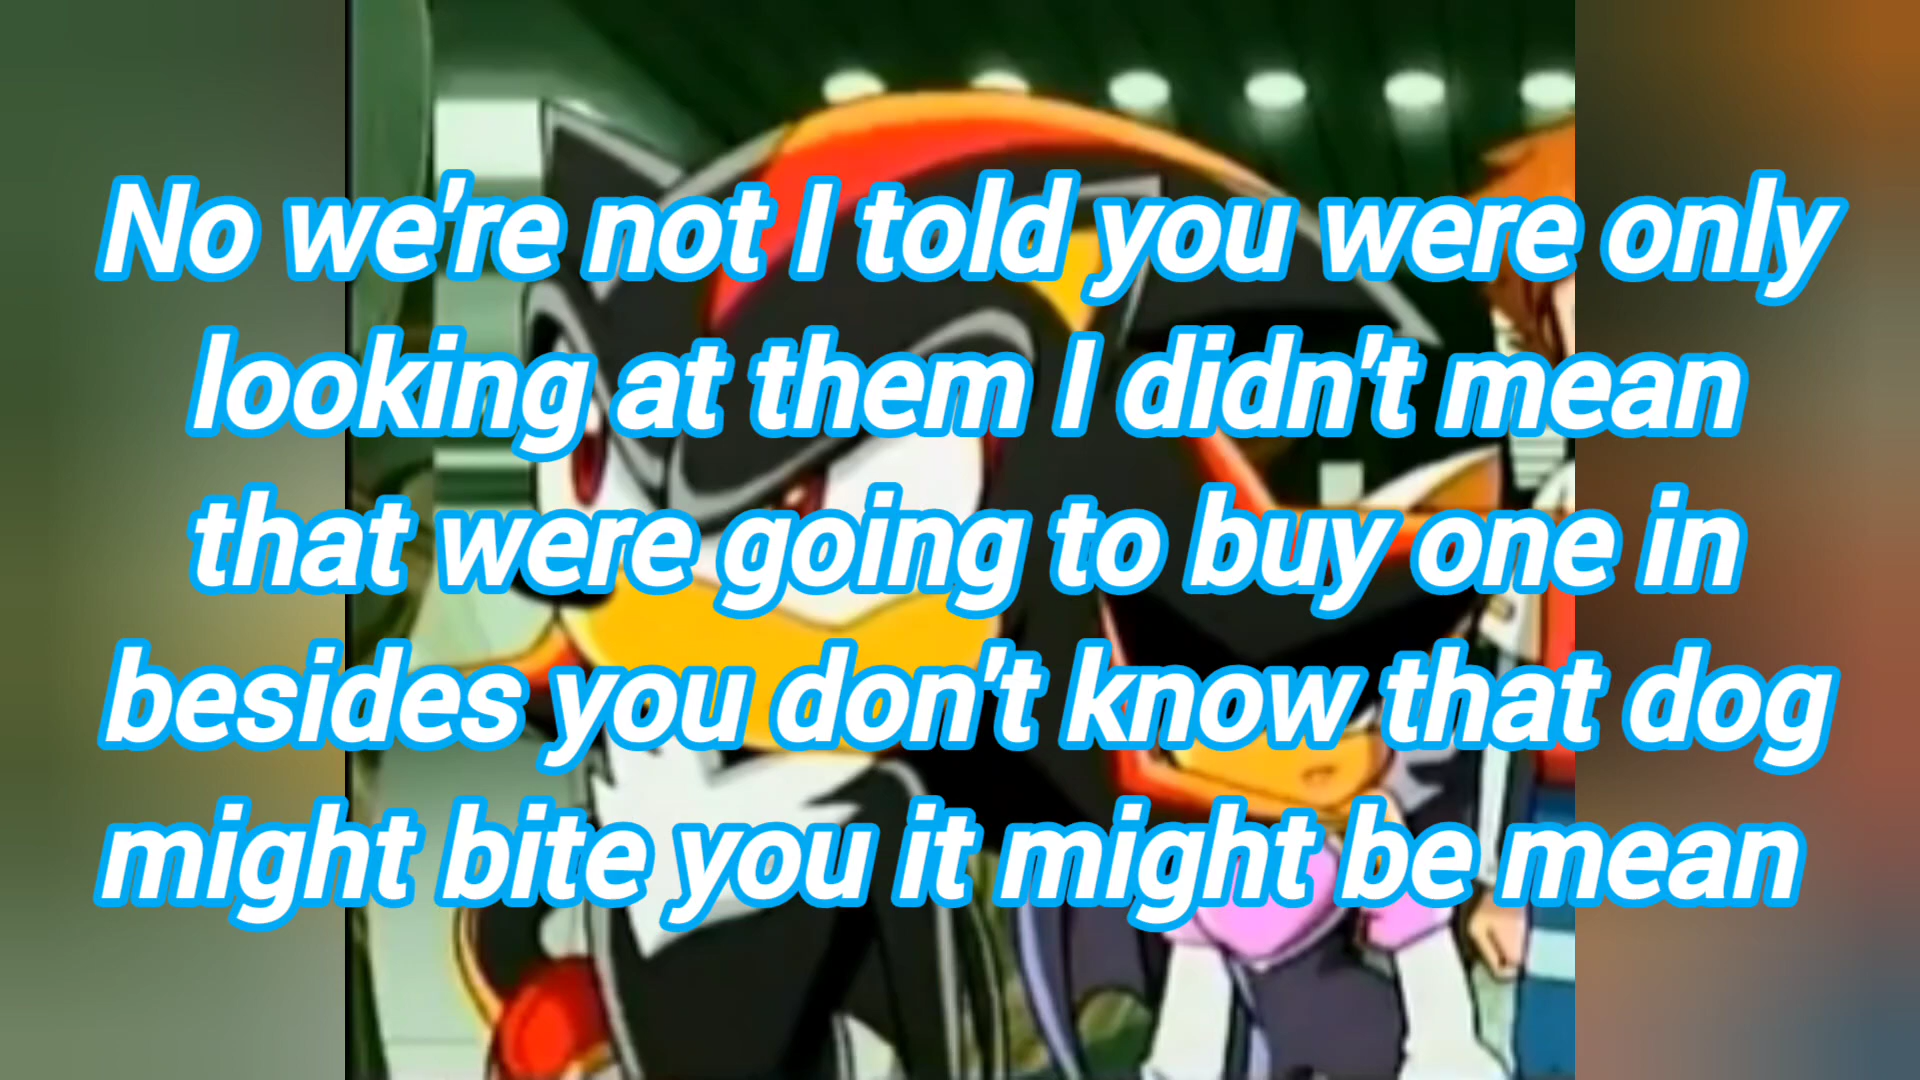 No we're not I told you were only
looking at them I didn't mean
that were going to buy one in
besides you don't know that dog
might bite you it might be mean